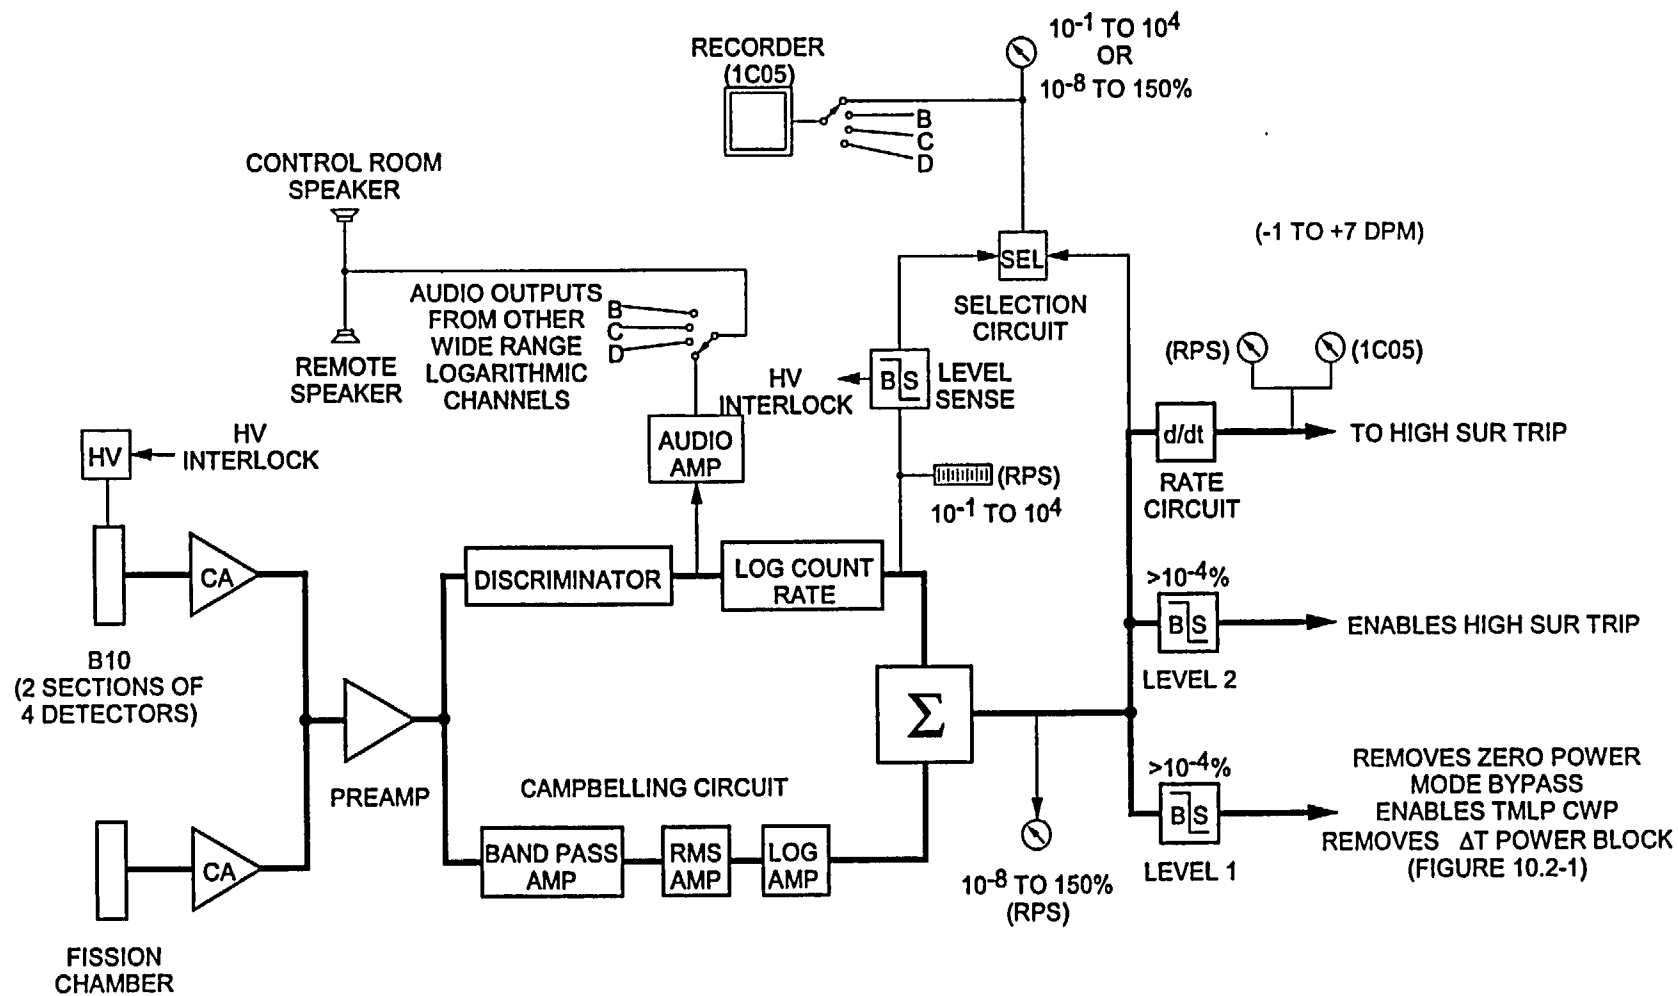 10-1 TO 104
OR
10-8 TO 150%
RECORDER
(1C05)
B
C
D
CONTROL ROOM
SPEAKER
(-1 TO +7 DPM)
SEL
SELECTION
CIRCUIT
AUDIO OUTPUTS
FROM OTHER
WIDE RANGE
LOGARITHMIC
CHANNELS
B
C
D
REMOTE
SPEAKER
HV
INTERLOCK
B S
LEVEL
SENSE
(RPS)
(1C05)
d/dt
TO HIGH SUR TRIP
RATE
CIRCUIT
HV
HV
INTERLOCK
AUDIO
AMP
(RPS)
10-1 TO 104
CA
DISCRIMINATOR
LOG COUNT
RATE
>10-4%
B S
ENABLES HIGH SUR TRIP
LEVEL 2
B10
(2 SECTIONS OF
4 DETECTORS)
PREAMP
Σ
CAMPBELLING CIRCUIT
>10-4%
B S
LEVEL 1
REMOVES ZERO POWER
MODE BYPASS
ENABLES TMLP CWP
REMOVES ΔT POWER BLOCK
(FIGURE 10.2-1)
CA
BAND PASS
AMP
RMS
AMP
LOG
AMP
10-8 TO 150%
(RPS)
FISSION
CHAMBER